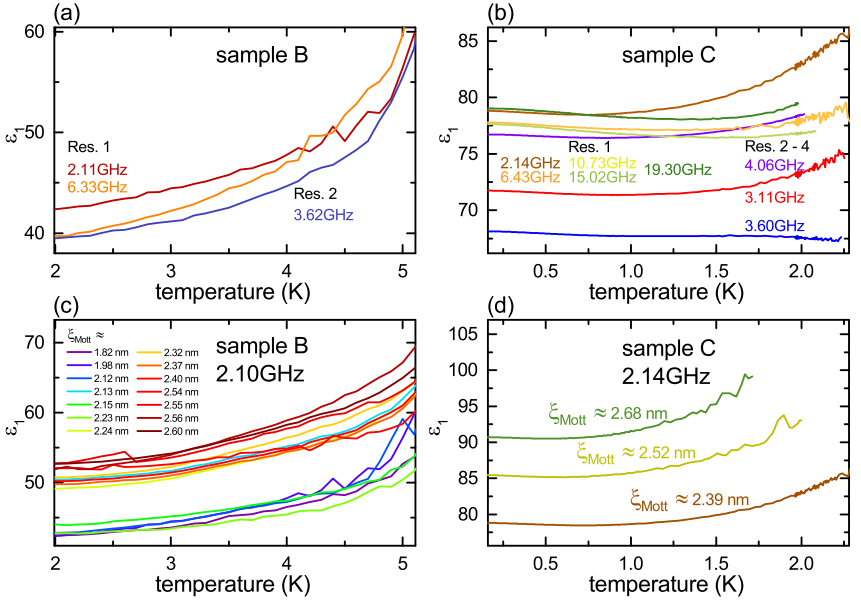 (a)
sample B
60
50
40
ε1
Res. 1
2.11GHz
6.33GHz
Res. 2
3.62GHz
2 3 4 5
temperature (K)
(b)
sample C
85
80
75
70
ε1
Res. 1
2.14GHz 10.73GHz 19.30GHz
6.43GHz 15.02GHz
Res. 2 - 4
4.06GHz
3.11GHz
3.60GHz
0.5 1.0 1.5 2.0
temperature (K)
(c)
ξMott ≈
1.82 nm 2.32 nm
1.98 nm 2.37 nm
2.12 nm 2.40 nm
2.13 nm 2.54 nm
2.15 nm 2.55 nm
2.23 nm 2.56 nm
2.24 nm 2.60 nm
sample B
2.10GHz
70
60
50
ε1
2 3 4 5
temperature (K)
(d)
sample C
2.14GHz
105
100
95
90
85
80
ε1
ξMott ≈ 2.68 nm
ξMott ≈ 2.52 nm
ξMott ≈ 2.39 nm
0.5 1.0 1.5 2.0
temperature (K)